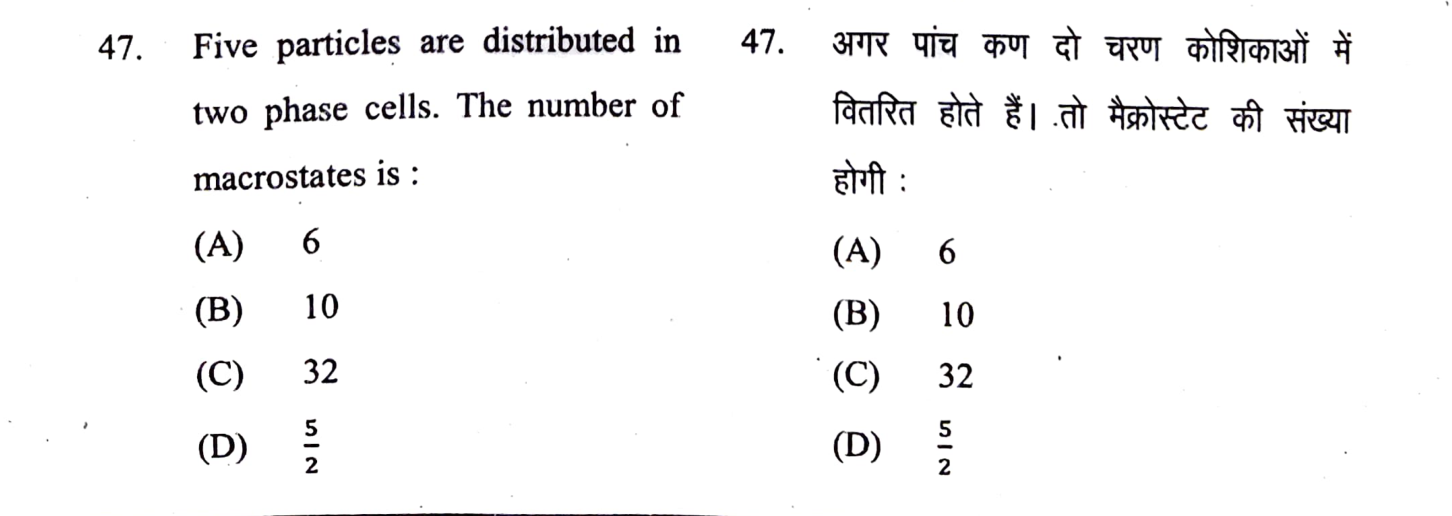 47. Five particles are distributed in
two phase cells. The number of
macrostates is :
(A) 6
(B) 10
(C) 32
(D) 5/2
47. अगर पांच कण दो चरण कोशिकाओं में
वितरित होते हैं। तो मैक्रोस्टेट की संख्या
होगी :
(A) 6
(B) 10
(C) 32
(D) 5/2